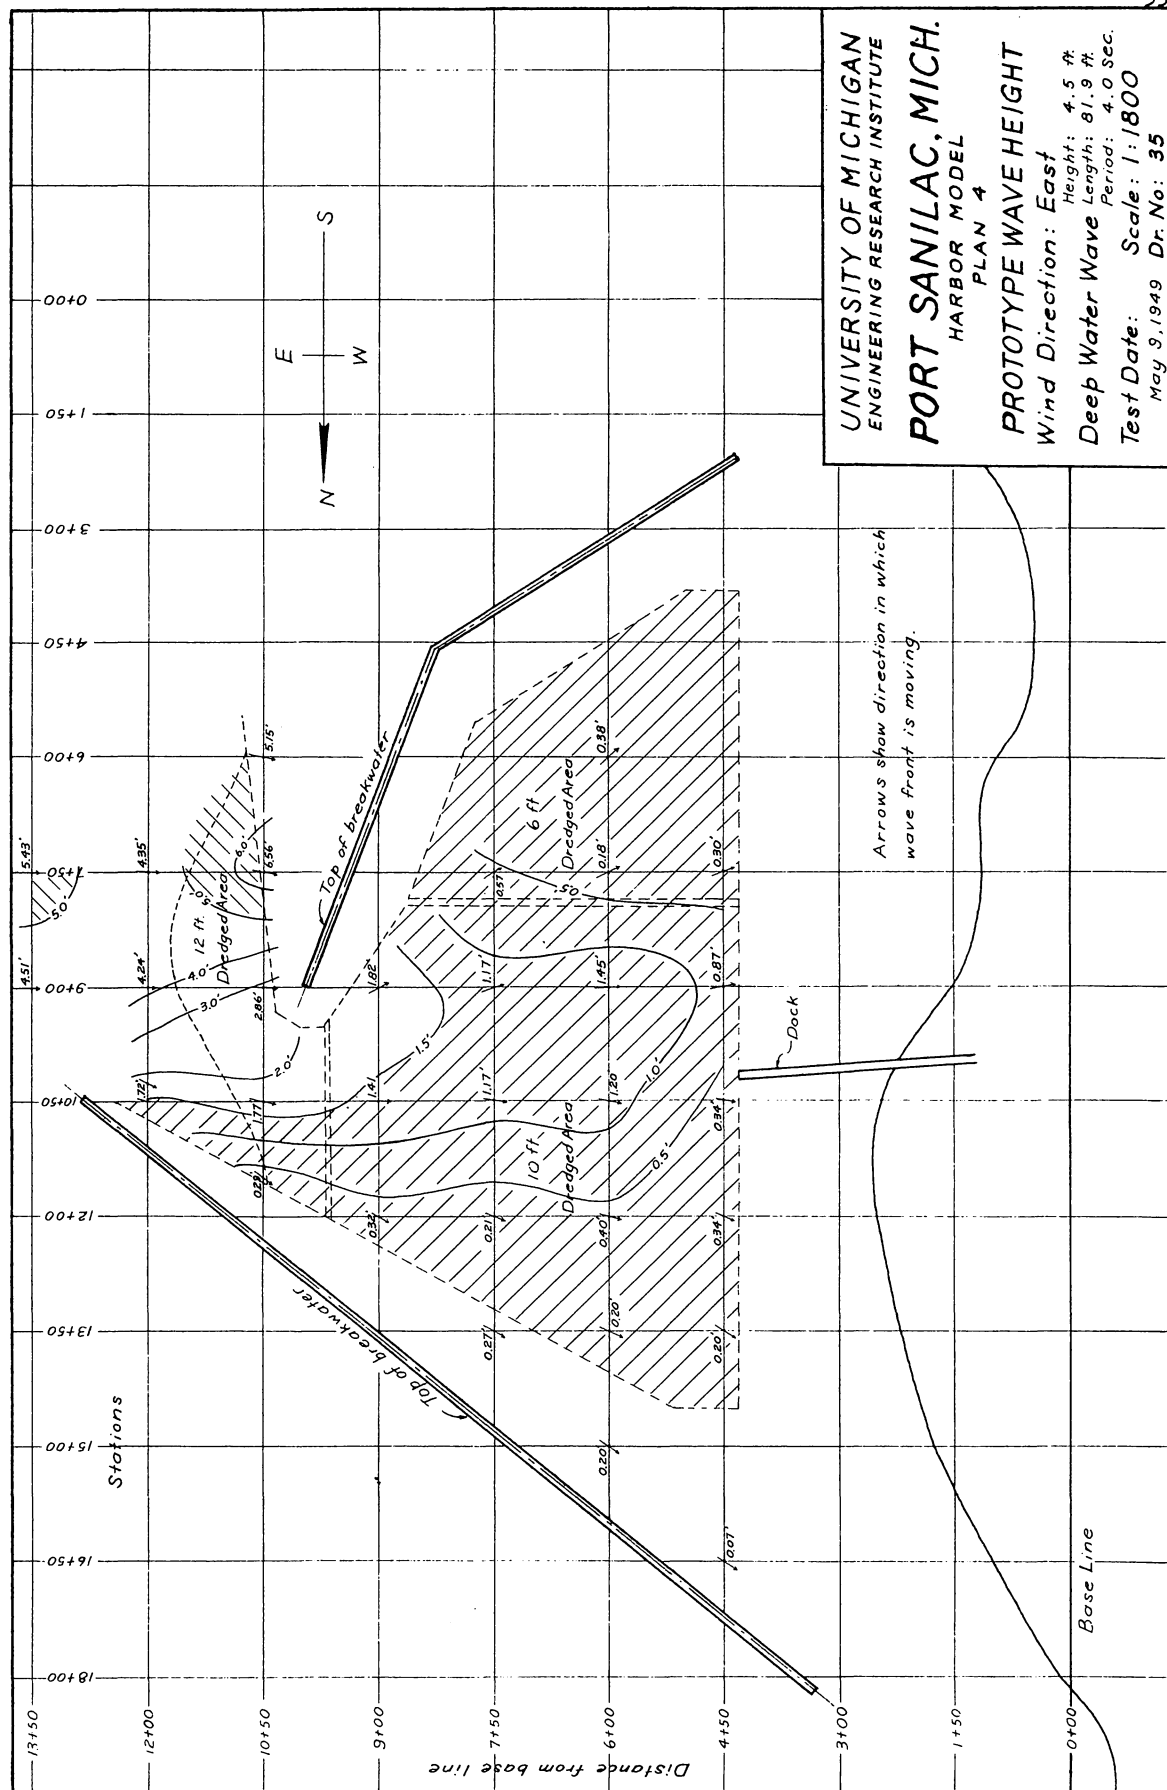 UNIVERSITY OF MICHIGAN
ENGINEERING RESEARCH INSTITUTE
PORT SANILAC, MICH.
HARBOR MODEL
PLAN 4
PROTOTYPE WAVE HEIGHT
Wind Direction: East
Deep Water Wave
Height: 4.5 ft.
Length: 81.9 ft.
Period: 4.0 Sec.
Test Date: Scale: 1:1800
May 9, 1949 Dr. No: 35
Stations
18+00
16+50
15+00
13+50
12+00
10+50
9+00
7+50
6+00
4+50
3+00
1+50
0+00
Distance from base line
13+50
12+00
10+50
9+00
7+50
6+00
4+50
3+00
1+50
0+00
N
S
E
W
4.51'
5.43'
5.0'
4.24'
4.35'
1.72'
0.29'
1.77'
2.86'
6.56'
5.15'
6.0'
5.0'
4.0'
3.0'
2.0'
1.5'
1.0'
0.5'
0.5'
12 ft.
Dredged Area
0.32'
1.41
1.82'
0.27'
0.21'
1.17'
1.17'
0.57'
0.20'
0.20'
0.40'
1.20'
1.45'
0.18'
0.38'
0.07'
0.20'
0.34'
0.34'
0.87'
0.30'
10 ft
Dredged Area
6 ft
Dredged Area
Top of breakwater
Top of breakwater
Dock
Arrows show direction in which
wave front is moving.
Base Line